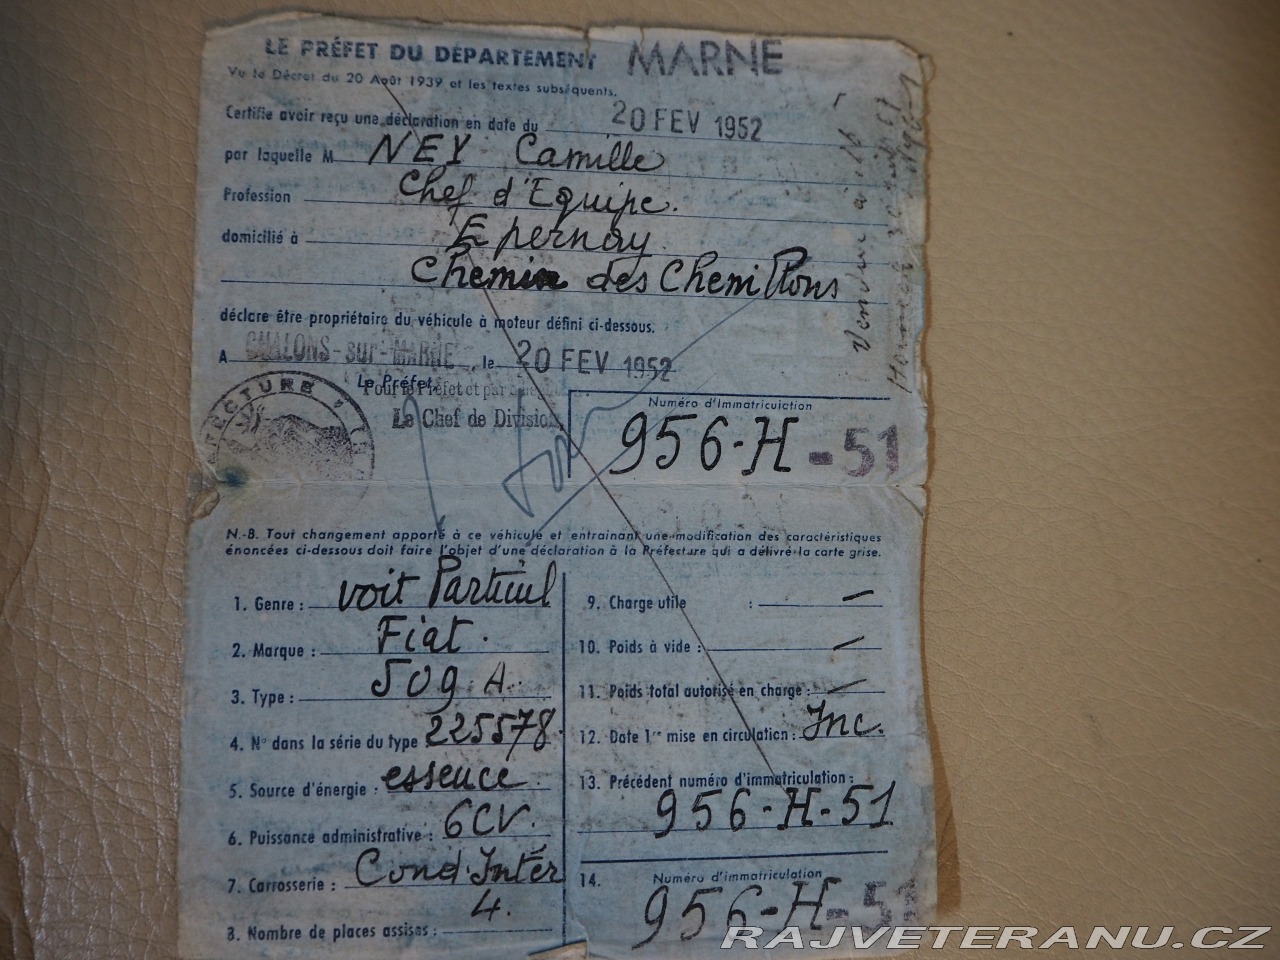 LE PRÉFET DU DÉPARTEMENT MARNE
Vu le Décret du 20 Août 1939 et les textes subséquents,
Certifie avoir reçu une déclaration en date du 20 FEV 1952
par laquelle M NEY Camille
Profession Chef d'Equipe.
domicilié à Epernay
Chemin des Chenillons
déclare être propriétaire du véhicule à moteur défini ci-dessous.
A CHALONS-sur-MARNE, le 20 FEV 1952
Le Préfet,
Pour le Préfet et par
Le Chef de Division,
Numéro d'Immatriculation
956-H-51
N.-B. Tout changement apporté à ce véhicule et entrainant une modification des caractéristiques
énoncées ci-dessous doit faire l'objet d'une déclaration à la Préfecture qui a délivré la carte grise.
1. Genre : voit Particul
2. Marque : Fiat.
3. Type : 509 A.
4. N° dans la série du type 225578.
5. Source d'énergie : essence.
6. Puissance administrative : 6CV.
7. Carrosserie : Cond. Intér
8. Nombre de places assises : 4.
9. Charge utile : —
10. Poids à vide : —
11. Poids total autorisé en charge : —
12. Date 1re mise en circulation : Inc.
13. Précédent numéro d'immatriculation :
956-H-51
14. Numéro d'immatriculation
956-H-51
RAJVETERANU.CZ